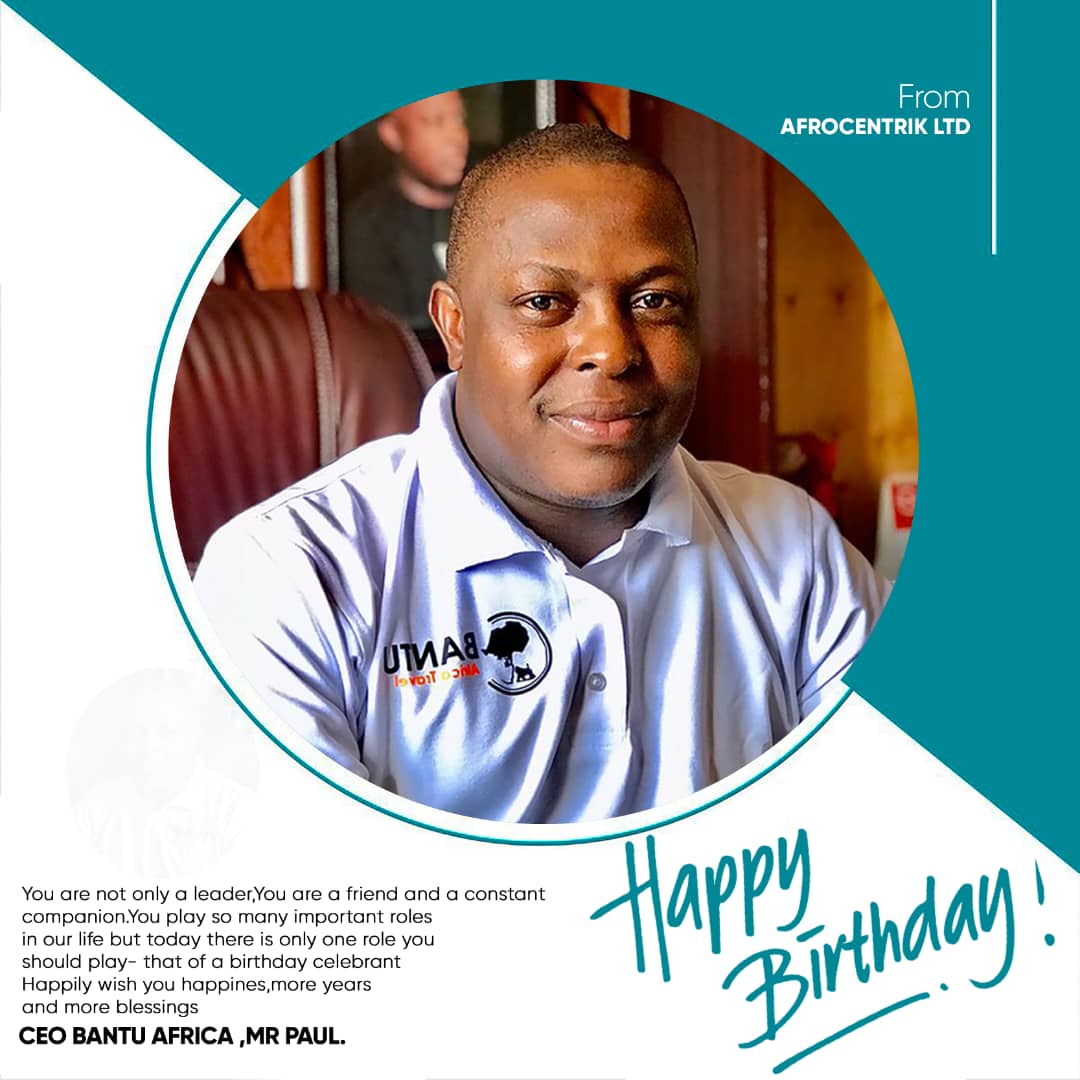 From
AFROCENTRIK LTD
BANTU
Africa Travel
You are not only a leader,You are a friend and a constant
companion.You play so many important roles
in our life but today there is only one role you
should play- that of a birthday celebrant
Happily wish you happines,more years
and more blessings
CEO BANTU AFRICA ,MR PAUL.
Happy
Birthday!